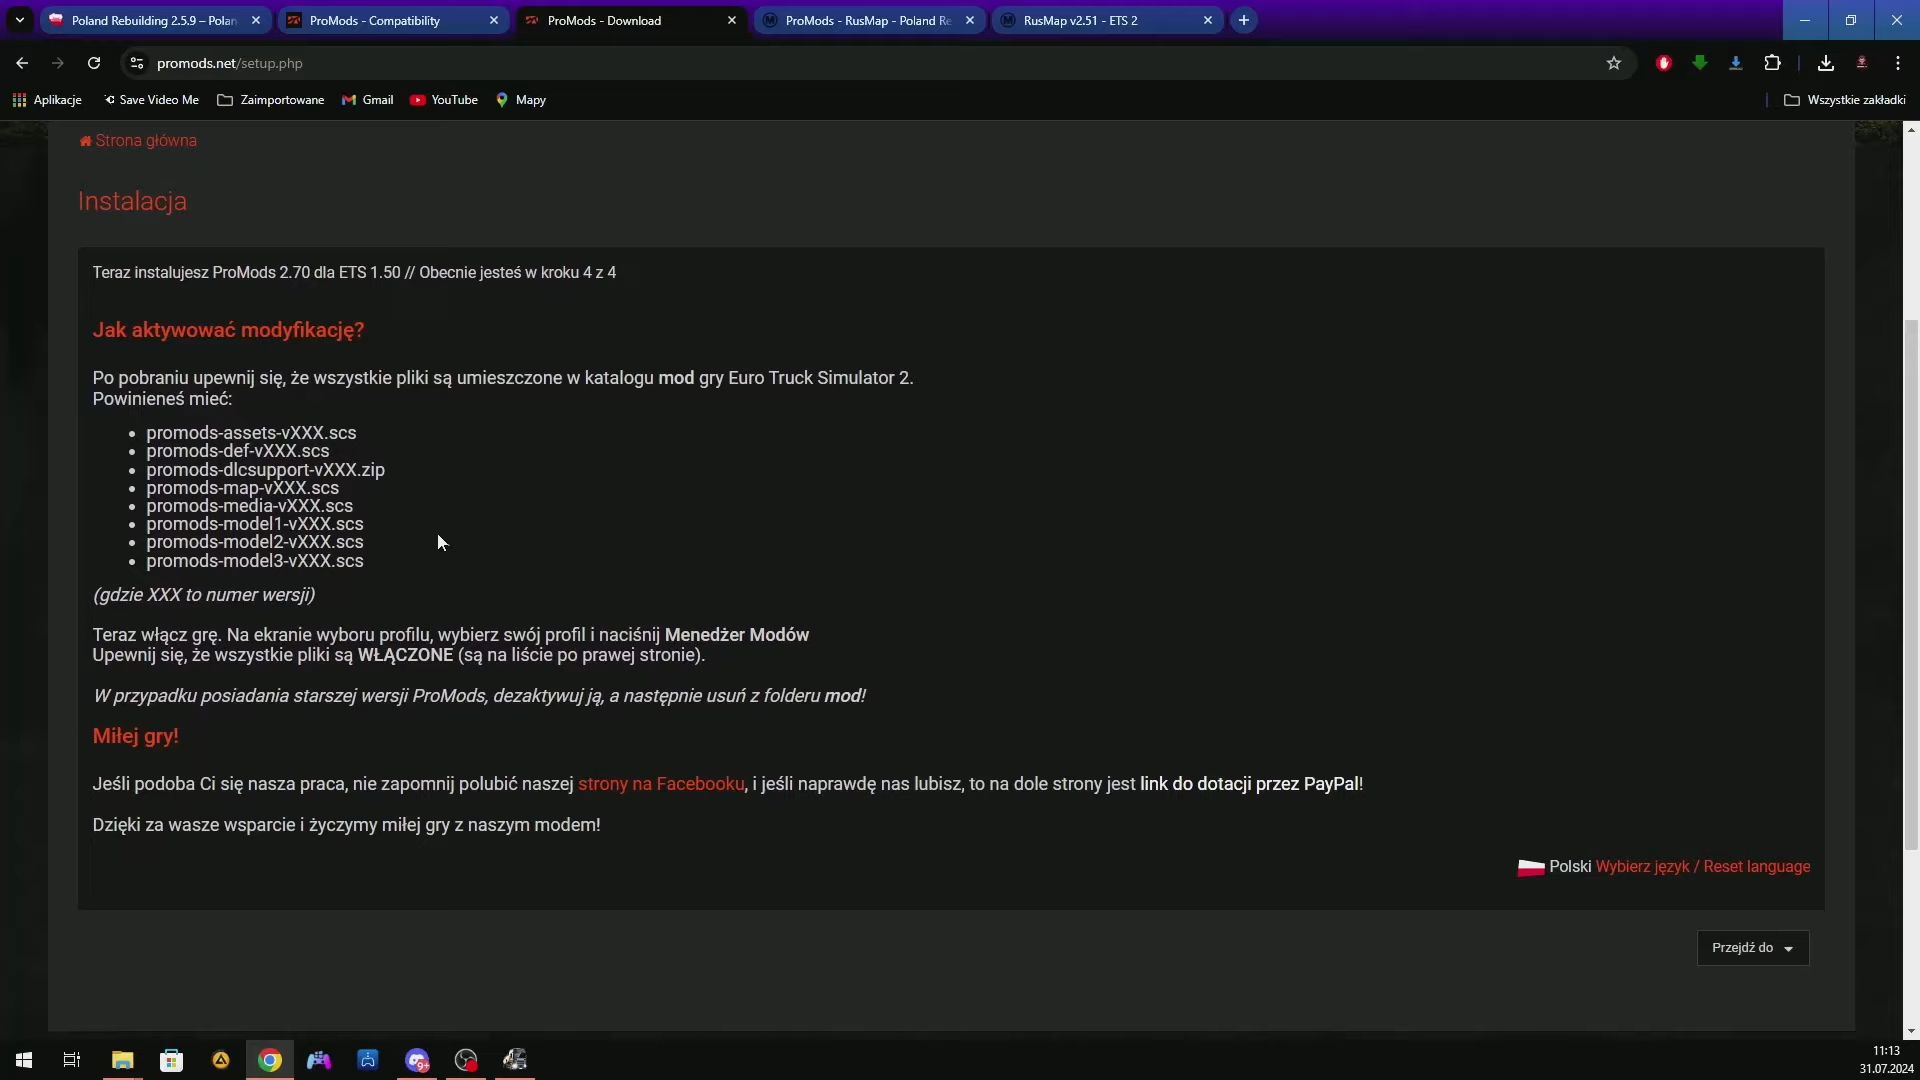 Poland Rebuilding 2.5.9 – Polan
ProMods - Compatibility
ProMods - Download
ProMods - RusMap - Poland Re
RusMap v2.51 - ETS 2
promods.net/setup.php
Aplikacje
Save Video Me
Zaimportowane
Gmail
YouTube
Mapy
Wszystkie zakładki
Strona główna
Instalacja
Teraz instalujesz ProMods 2.70 dla ETS 1.50 // Obecnie jesteś w kroku 4 z 4
Jak aktywować modyfikację?
Po pobraniu upewnij się, że wszystkie pliki są umieszczone w katalogu mod gry Euro Truck Simulator 2.
Powinieneś mieć:
promods-assets-vXXX.scs
promods-def-vXXX.scs
promods-dlcsupport-vXXX.zip
promods-map-vXXX.scs
promods-media-vXXX.scs
promods-model1-vXXX.scs
promods-model2-vXXX.scs
promods-model3-vXXX.scs
(gdzie XXX to numer wersji)
Teraz włącz grę. Na ekranie wyboru profilu, wybierz swój profil i naciśnij Menedżer Modów
Upewnij się, że wszystkie pliki są WŁĄCZONE (są na liście po prawej stronie).
W przypadku posiadania starszej wersji ProMods, dezaktywuj ją, a następnie usuń z folderu mod!
Miłej gry!
Jeśli podoba Ci się nasza praca, nie zapomnij polubić naszej strony na Facebooku, i jeśli naprawdę nas lubisz, to na dole strony jest link do dotacji przez PayPal!
Dzięki za wasze wsparcie i życzymy miłej gry z naszym modem!
Polski Wybierz język / Reset language
Przejdź do
9+
11:13
31.07.2024